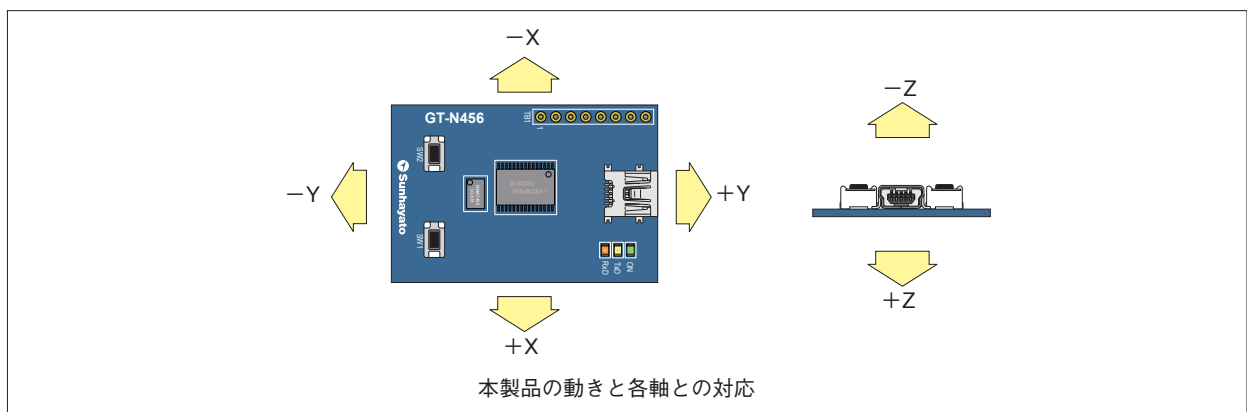 −X
−Z
GT-N456
TB1
1
SW2
Sunhayato
−Y
+Y
SW1
RxD
TxD
ON
+Z
+X
本製品の動きと各軸との対応